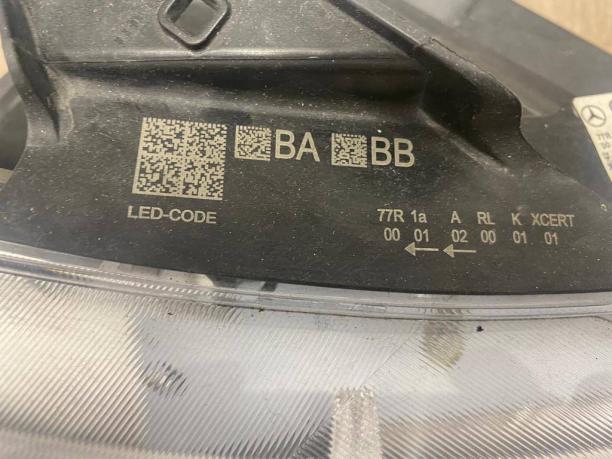 BA BB
LED-CODE
77R 1a A RL K XCERT
00 01 02 00 01 01